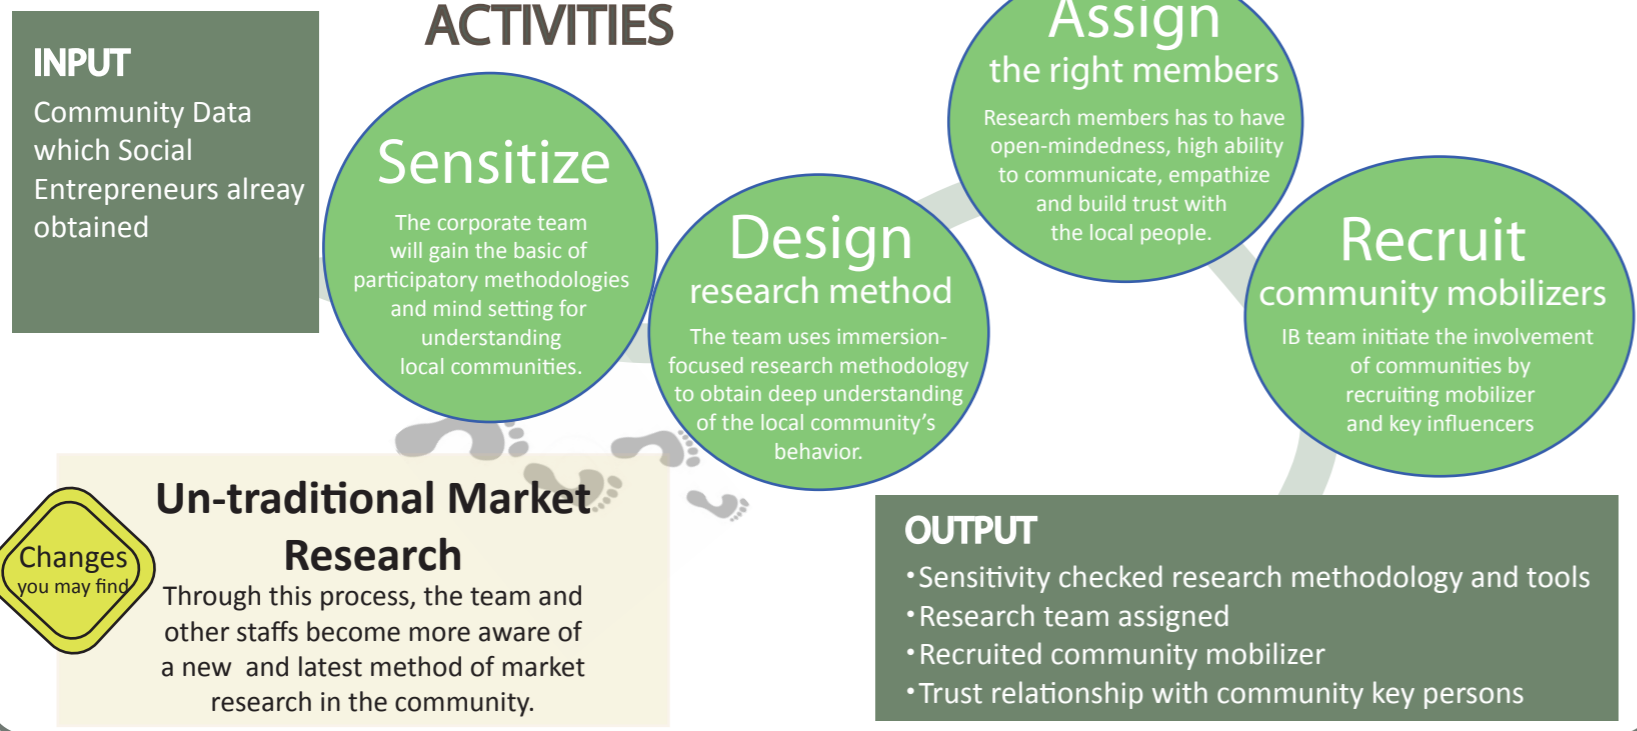 ACTIVITIES
INPUT
Community Data
which Social
Entrepreneurs alreay
obtained
Sensitize
The corporate team
will gain the basic of
participatory methodologies
and mind setting for
understanding
local communities.
Design
research method
The team uses immersion-
focused research methodology
to obtain deep understanding
of the local community’s
behavior.
Assign
the right members
Research members has to have
open-mindedness, high ability
to communicate, empathize
and build trust with
the local people.
Recruit
community mobilizers
IB team initiate the involvement
of communities by
recruiting mobilizer
and key influencers
Changes
you may find
Un-traditional Market
Research
Through this process, the team and
other staffs become more aware of
a new and latest method of market
research in the community.
OUTPUT
・Sensitivity checked research methodology and tools
・Research team assigned
・Recruited community mobilizer
・Trust relationship with community key persons